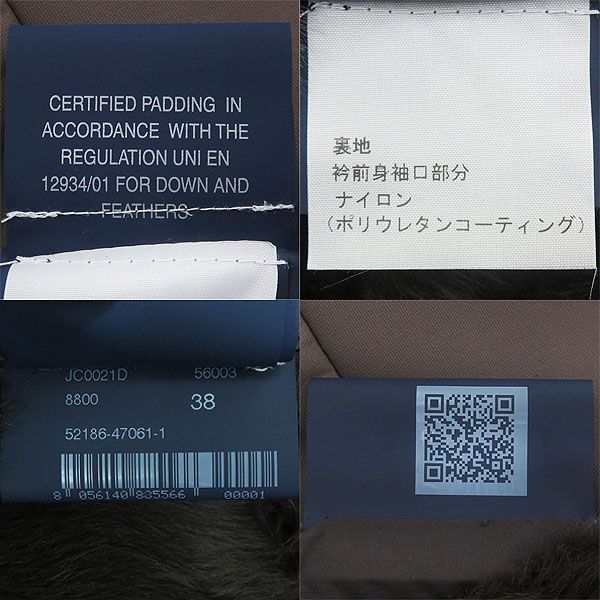 CERTIFIED PADDING IN
ACCORDANCE WITH THE
REGULATION UNI EN
12934/01 FOR DOWN AND
FEATHERS
裏地
衿前身袖口部分
ナイロン
(ポリウレタンコーティング)
JC0021D 56003
8800 38
52186-47061-1
8 056140 835566 00001